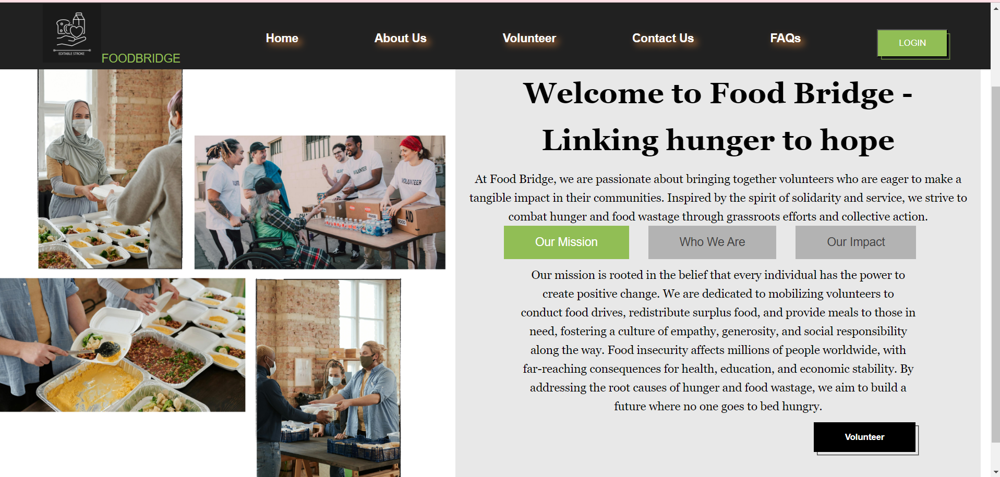 EDITABLE STROKE
FOODBRIDGE
Home
About Us
Volunteer
Contact Us
FAQs
LOGIN
VOLUNTEER
VOLUNTEER
FOOD
AID
FOOD
drive
Welcome to Food Bridge -
Linking hunger to hope
At Food Bridge, we are passionate about bringing together volunteers who are eager to make a
tangible impact in their communities. Inspired by the spirit of solidarity and service, we strive to
combat hunger and food wastage through grassroots efforts and collective action.
Our Mission
Who We Are
Our Impact
Our mission is rooted in the belief that every individual has the power to
create positive change. We are dedicated to mobilizing volunteers to
conduct food drives, redistribute surplus food, and provide meals to those in
need, fostering a culture of empathy, generosity, and social responsibility
along the way. Food insecurity affects millions of people worldwide, with
far-reaching consequences for health, education, and economic stability. By
addressing the root causes of hunger and food wastage, we aim to build a
future where no one goes to bed hungry.
Volunteer